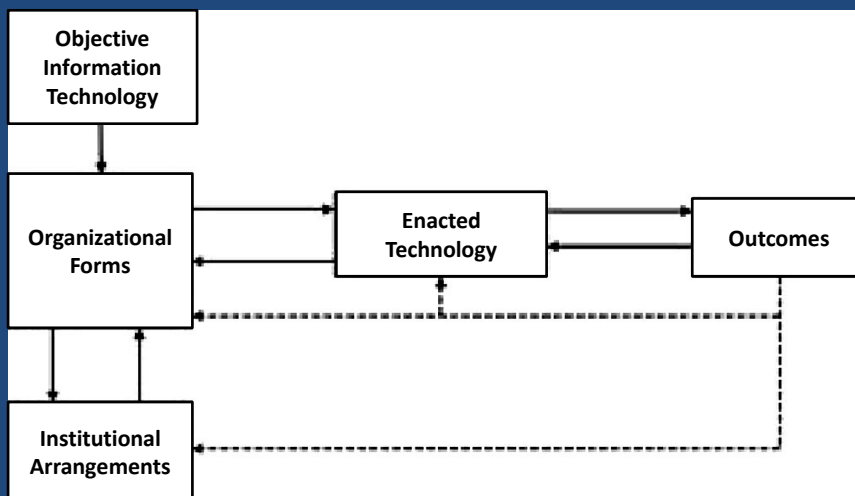 Objective
Information
Technology
Organizational
Forms
Enacted
Technology
Outcomes
Institutional
Arrangements